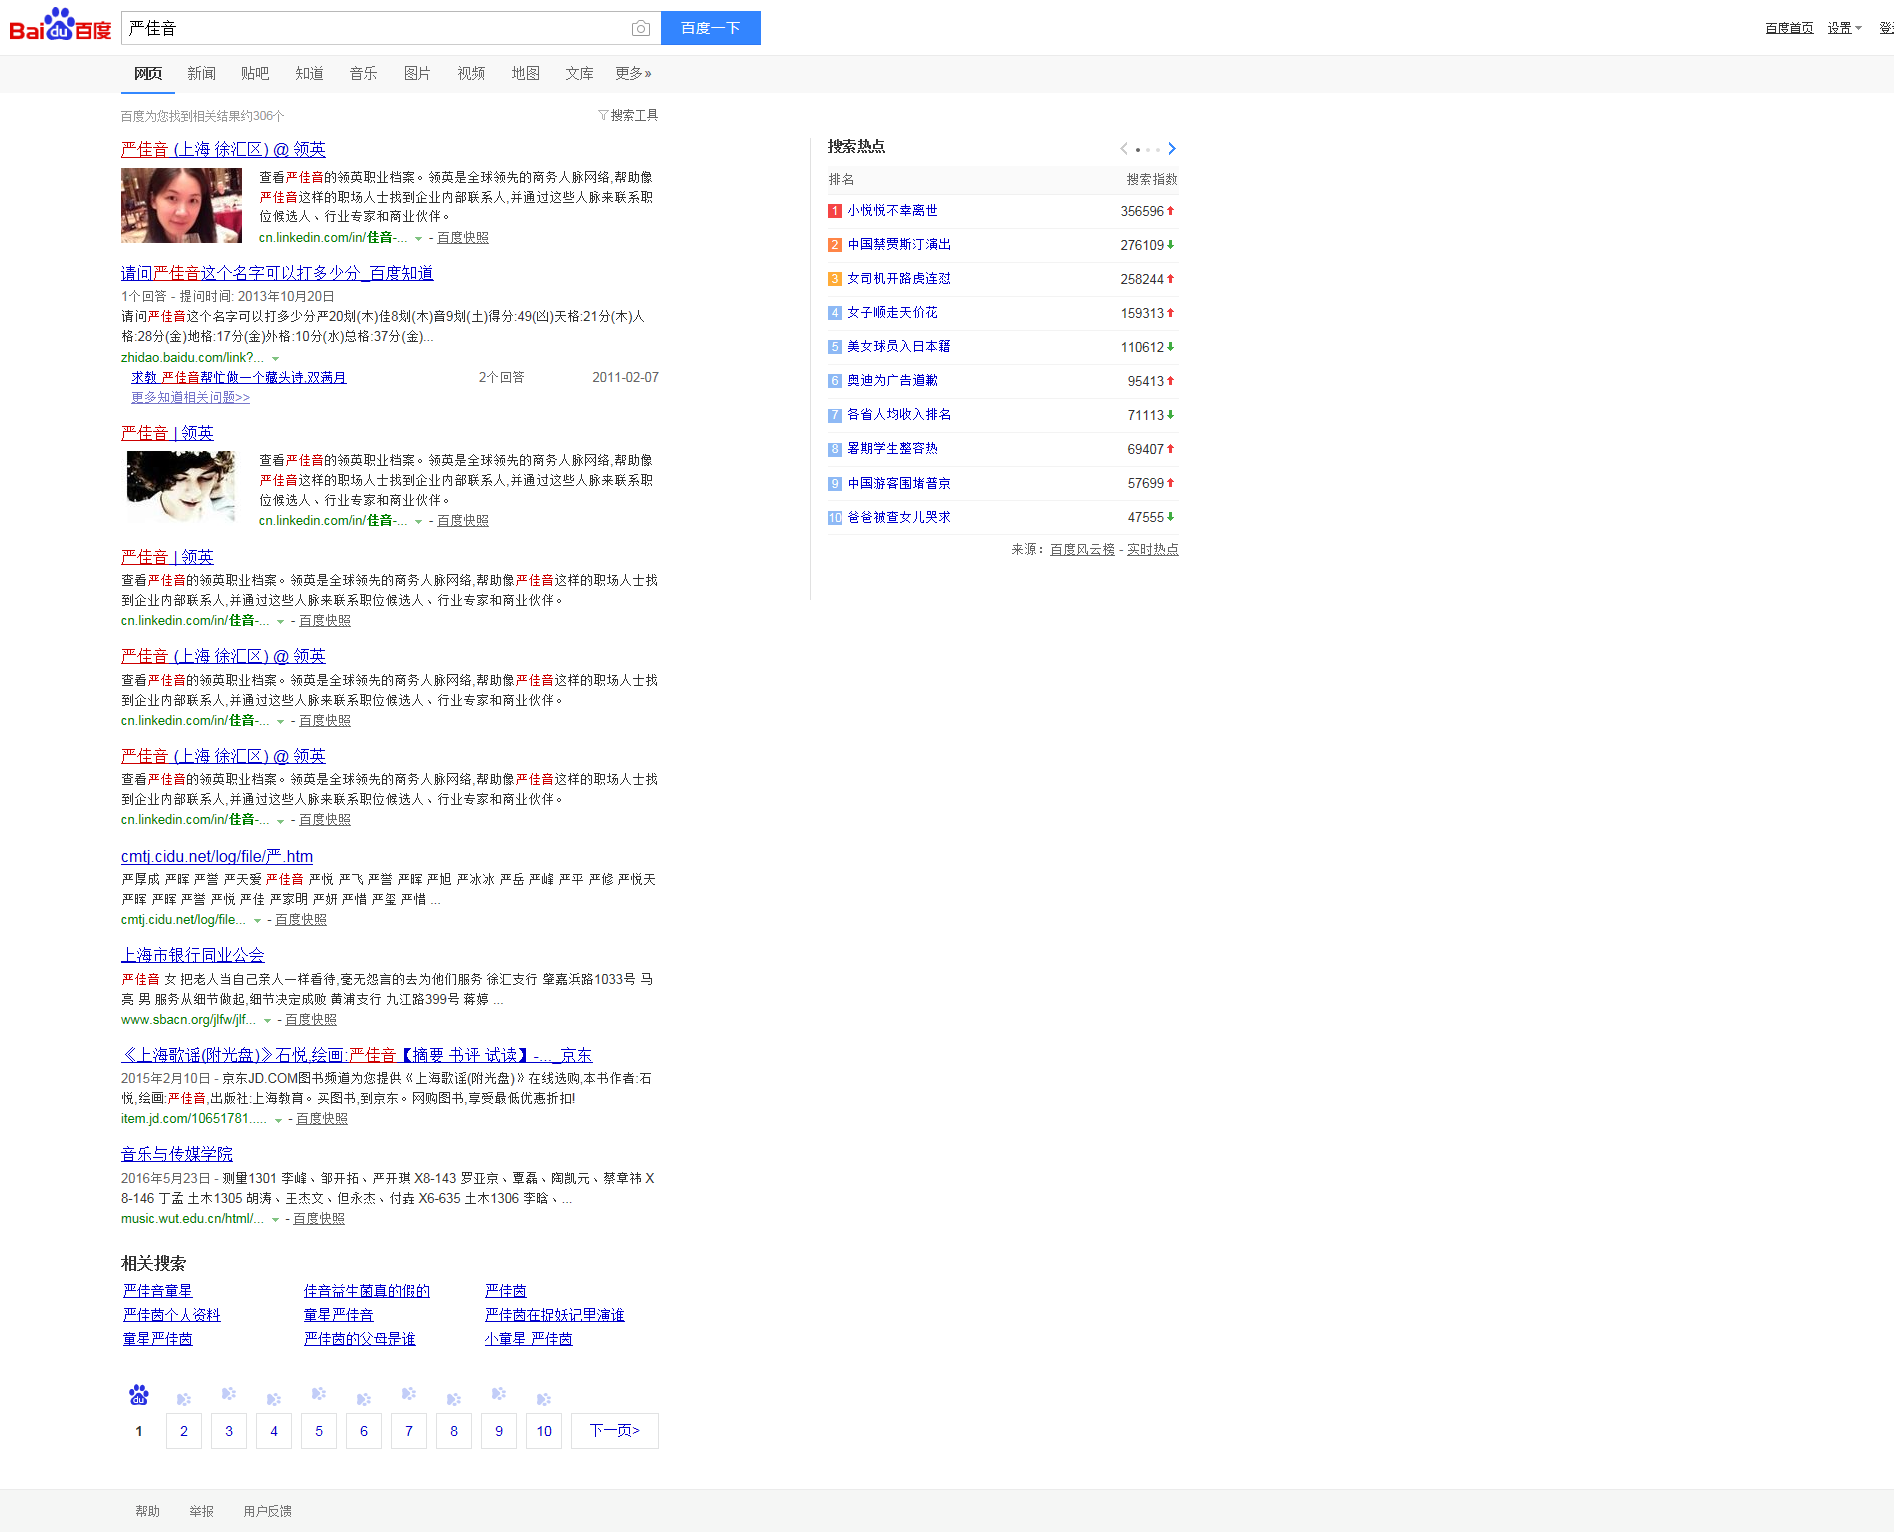 Bai du 百度
严佳音
百度一下
百度首页 设置
网页 新闻 贴吧 知道 音乐 图片 视频 地图 文库 更多»
百度为您找到相关结果约306个
搜索工具
严佳音 (上海 徐汇区) @ 领英
查看严佳音的领英职业档案。领英是全球领先的商务人脉网络,帮助像
严佳音这样的职场人士找到企业内部联系人,并通过这些人脉来联系职
位候选人、行业专家和商业伙伴。
cn.linkedin.com/in/佳音-... - 百度快照
请问严佳音这个名字可以打多少分_百度知道
1个回答 - 提问时间: 2013年10月20日
请问严佳音这个名字可以打多少分严20划(木)佳8划(木)音9划(土)得分:49(凶)天格:21分(木)人
格:28分(金)地格:17分(金)外格:10分(水)总格:37分(金)...
zhidao.baidu.com/link?...
求教 严佳音帮忙做一个藏头诗.双满月 2个回答 2011-02-07
更多知道相关问题>>
严佳音 | 领英
查看严佳音的领英职业档案。领英是全球领先的商务人脉网络,帮助像
严佳音这样的职场人士找到企业内部联系人,并通过这些人脉来联系职
位候选人、行业专家和商业伙伴。
cn.linkedin.com/in/佳音-... - 百度快照
严佳音 | 领英
查看严佳音的领英职业档案。领英是全球领先的商务人脉网络,帮助像严佳音这样的职场人士找
到企业内部联系人,并通过这些人脉来联系职位候选人、行业专家和商业伙伴。
cn.linkedin.com/in/佳音-... - 百度快照
严佳音 (上海 徐汇区) @ 领英
查看严佳音的领英职业档案。领英是全球领先的商务人脉网络,帮助像严佳音这样的职场人士找
到企业内部联系人,并通过这些人脉来联系职位候选人、行业专家和商业伙伴。
cn.linkedin.com/in/佳音-... - 百度快照
严佳音 (上海 徐汇区) @ 领英
查看严佳音的领英职业档案。领英是全球领先的商务人脉网络,帮助像严佳音这样的职场人士找
到企业内部联系人,并通过这些人脉来联系职位候选人、行业专家和商业伙伴。
cn.linkedin.com/in/佳音-... - 百度快照
cmtj.cidu.net/log/file/严.htm
严厚成 严晖 严誉 严天爱 严佳音 严悦 严飞 严誉 严晖 严旭 严冰冰 严岳 严峰 严平 严修 严悦天
严晖 严晖 严誉 严悦 严佳 严家明 严妍 严惜 严玺 严惜 ...
cmtj.cidu.net/log/file... - 百度快照
上海市银行同业公会
严佳音 女 把老人当自己亲人一样看待,毫无怨言的去为他们服务 徐汇支行 肇嘉浜路1033号 马
亮 男 服务从细节做起,细节决定成败 黄浦支行 九江路399号 蒋婷 ...
www.sbacn.org/jlfw/jlf... - 百度快照
《上海歌谣(附光盘)》石悦,绘画:严佳音【摘要 书评 试读】-..._京东
2015年2月10日 - 京东JD.COM图书频道为您提供《上海歌谣(附光盘)》在线选购,本书作者:石
悦,绘画:严佳音,出版社:上海教育。买图书,到京东。网购图书,享受最低优惠折扣!
item.jd.com/10651781..... - 百度快照
音乐与传媒学院
2016年5月23日 - 测量1301 李峰、邹开拓、严开琪 X8-143 罗亚京、覃磊、陶凯元、蔡章祎 X
8-146 丁孟 土木1305 胡涛、王杰文、但永杰、付垚 X6-635 土木1306 李晗、...
music.wut.edu.cn/html/... - 百度快照
相关搜索
严佳音童星 佳音益生菌真的假的 严佳茵
严佳茵个人资料 童星严佳音 严佳茵在捉妖记里演谁
童星严佳茵 严佳茵的父母是谁 小童星 严佳茵
du
1 2 3 4 5 6 7 8 9 10 下一页>
搜索热点
排名 搜索指数
1 小悦悦不幸离世 356596
2 中国禁贾斯汀演出 276109
3 女司机开路虎连怼 258244
4 女子顺走天价花 159313
5 美女球员入日本籍 110612
6 奥迪为广告道歉 95413
7 各省人均收入排名 71113
8 暑期学生整容热 69407
9 中国游客围堵普京 57699
10 爸爸被查女儿哭求 47555
来源：百度风云榜 - 实时热点
帮助 举报 用户反馈